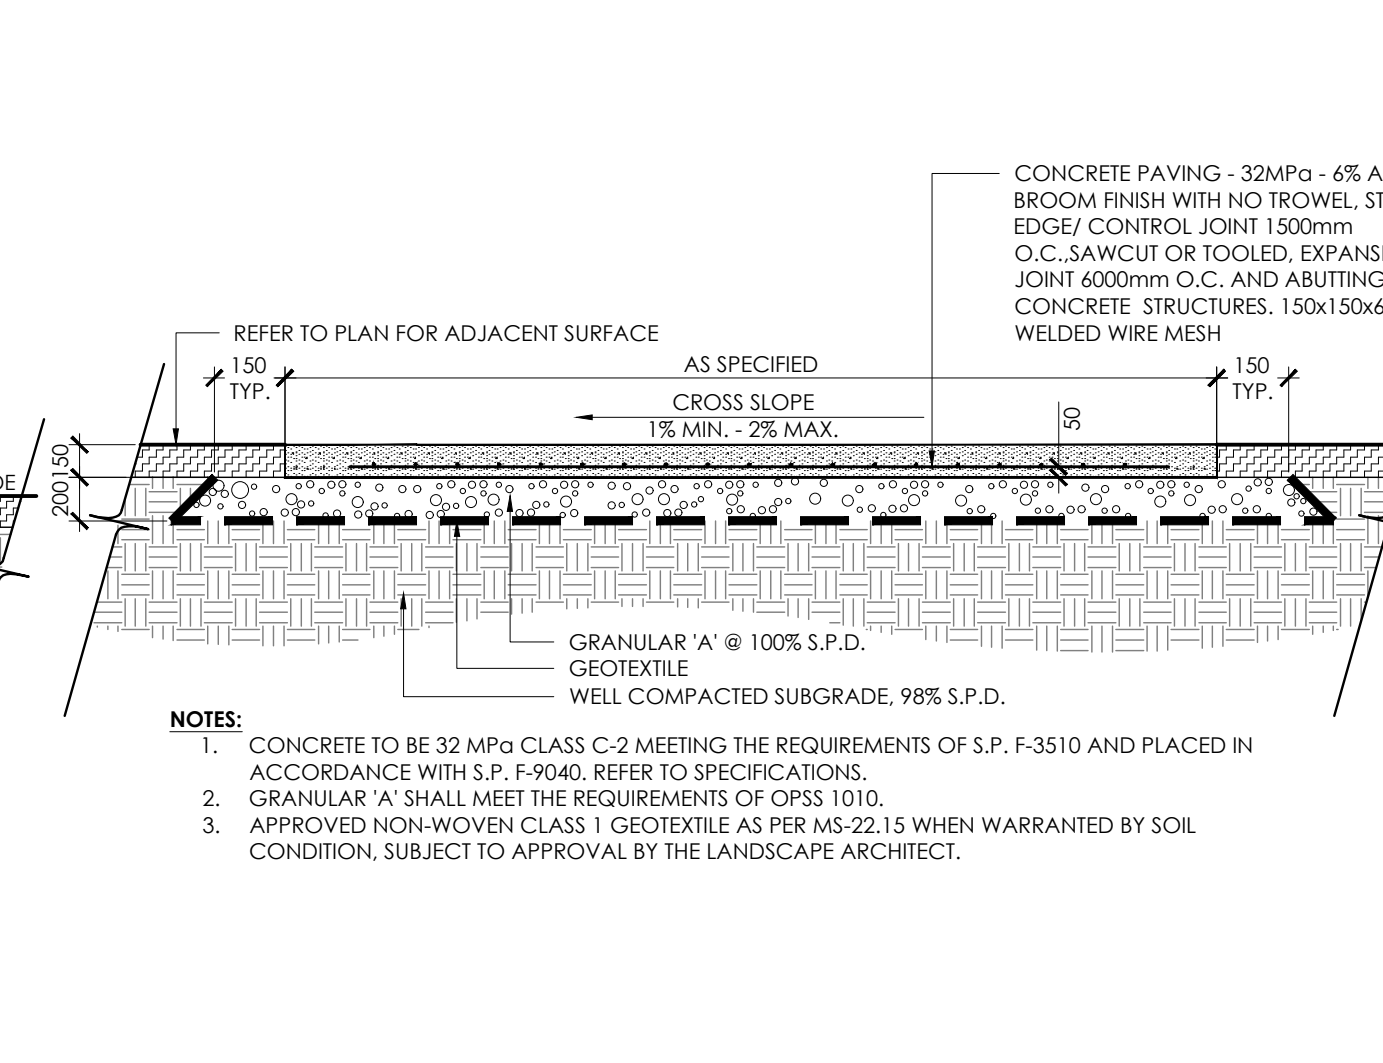 CONCRETE PAVING - 32MPa - 6% A
BROOM FINISH WITH NO TROWEL, ST
EDGE/ CONTROL JOINT 1500mm
O.C.,SAWCUT OR TOOLED, EXPANSI
JOINT 6000mm O.C. AND ABUTTING
CONCRETE STRUCTURES. 150x150x6
WELDED WIRE MESH
REFER TO PLAN FOR ADJACENT SURFACE
150
TYP.
AS SPECIFIED
150
TYP.
CROSS SLOPE
1% MIN. - 2% MAX.
50
150
200
DE
GRANULAR 'A' @ 100% S.P.D.
GEOTEXTILE
WELL COMPACTED SUBGRADE, 98% S.P.D.
NOTES:
1. CONCRETE TO BE 32 MPa CLASS C-2 MEETING THE REQUIREMENTS OF S.P. F-3510 AND PLACED IN
ACCORDANCE WITH S.P. F-9040. REFER TO SPECIFICATIONS.
2. GRANULAR 'A' SHALL MEET THE REQUIREMENTS OF OPSS 1010.
3. APPROVED NON-WOVEN CLASS 1 GEOTEXTILE AS PER MS-22.15 WHEN WARRANTED BY SOIL
CONDITION, SUBJECT TO APPROVAL BY THE LANDSCAPE ARCHITECT.